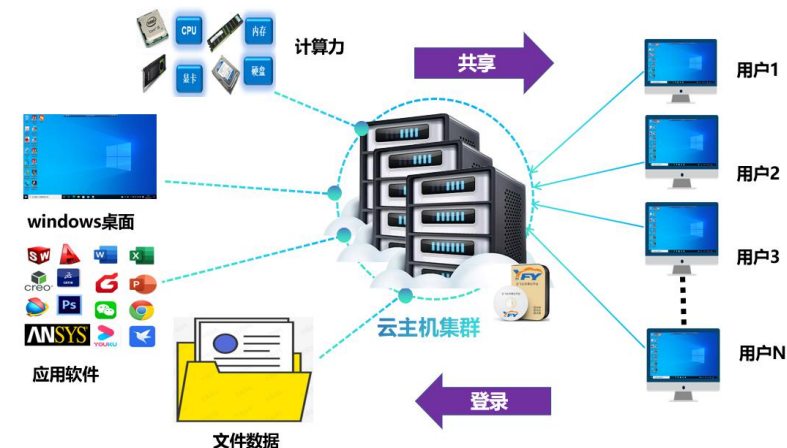 CPU
内存
显卡
硬盘
计算力
共享
用户1
windows桌面
用户2
SW
W
X
creo
G
P
用户3
Ps
ANSYS
YOUKU
YFY
云主机集群
应用软件
用户N
登录
文件数据